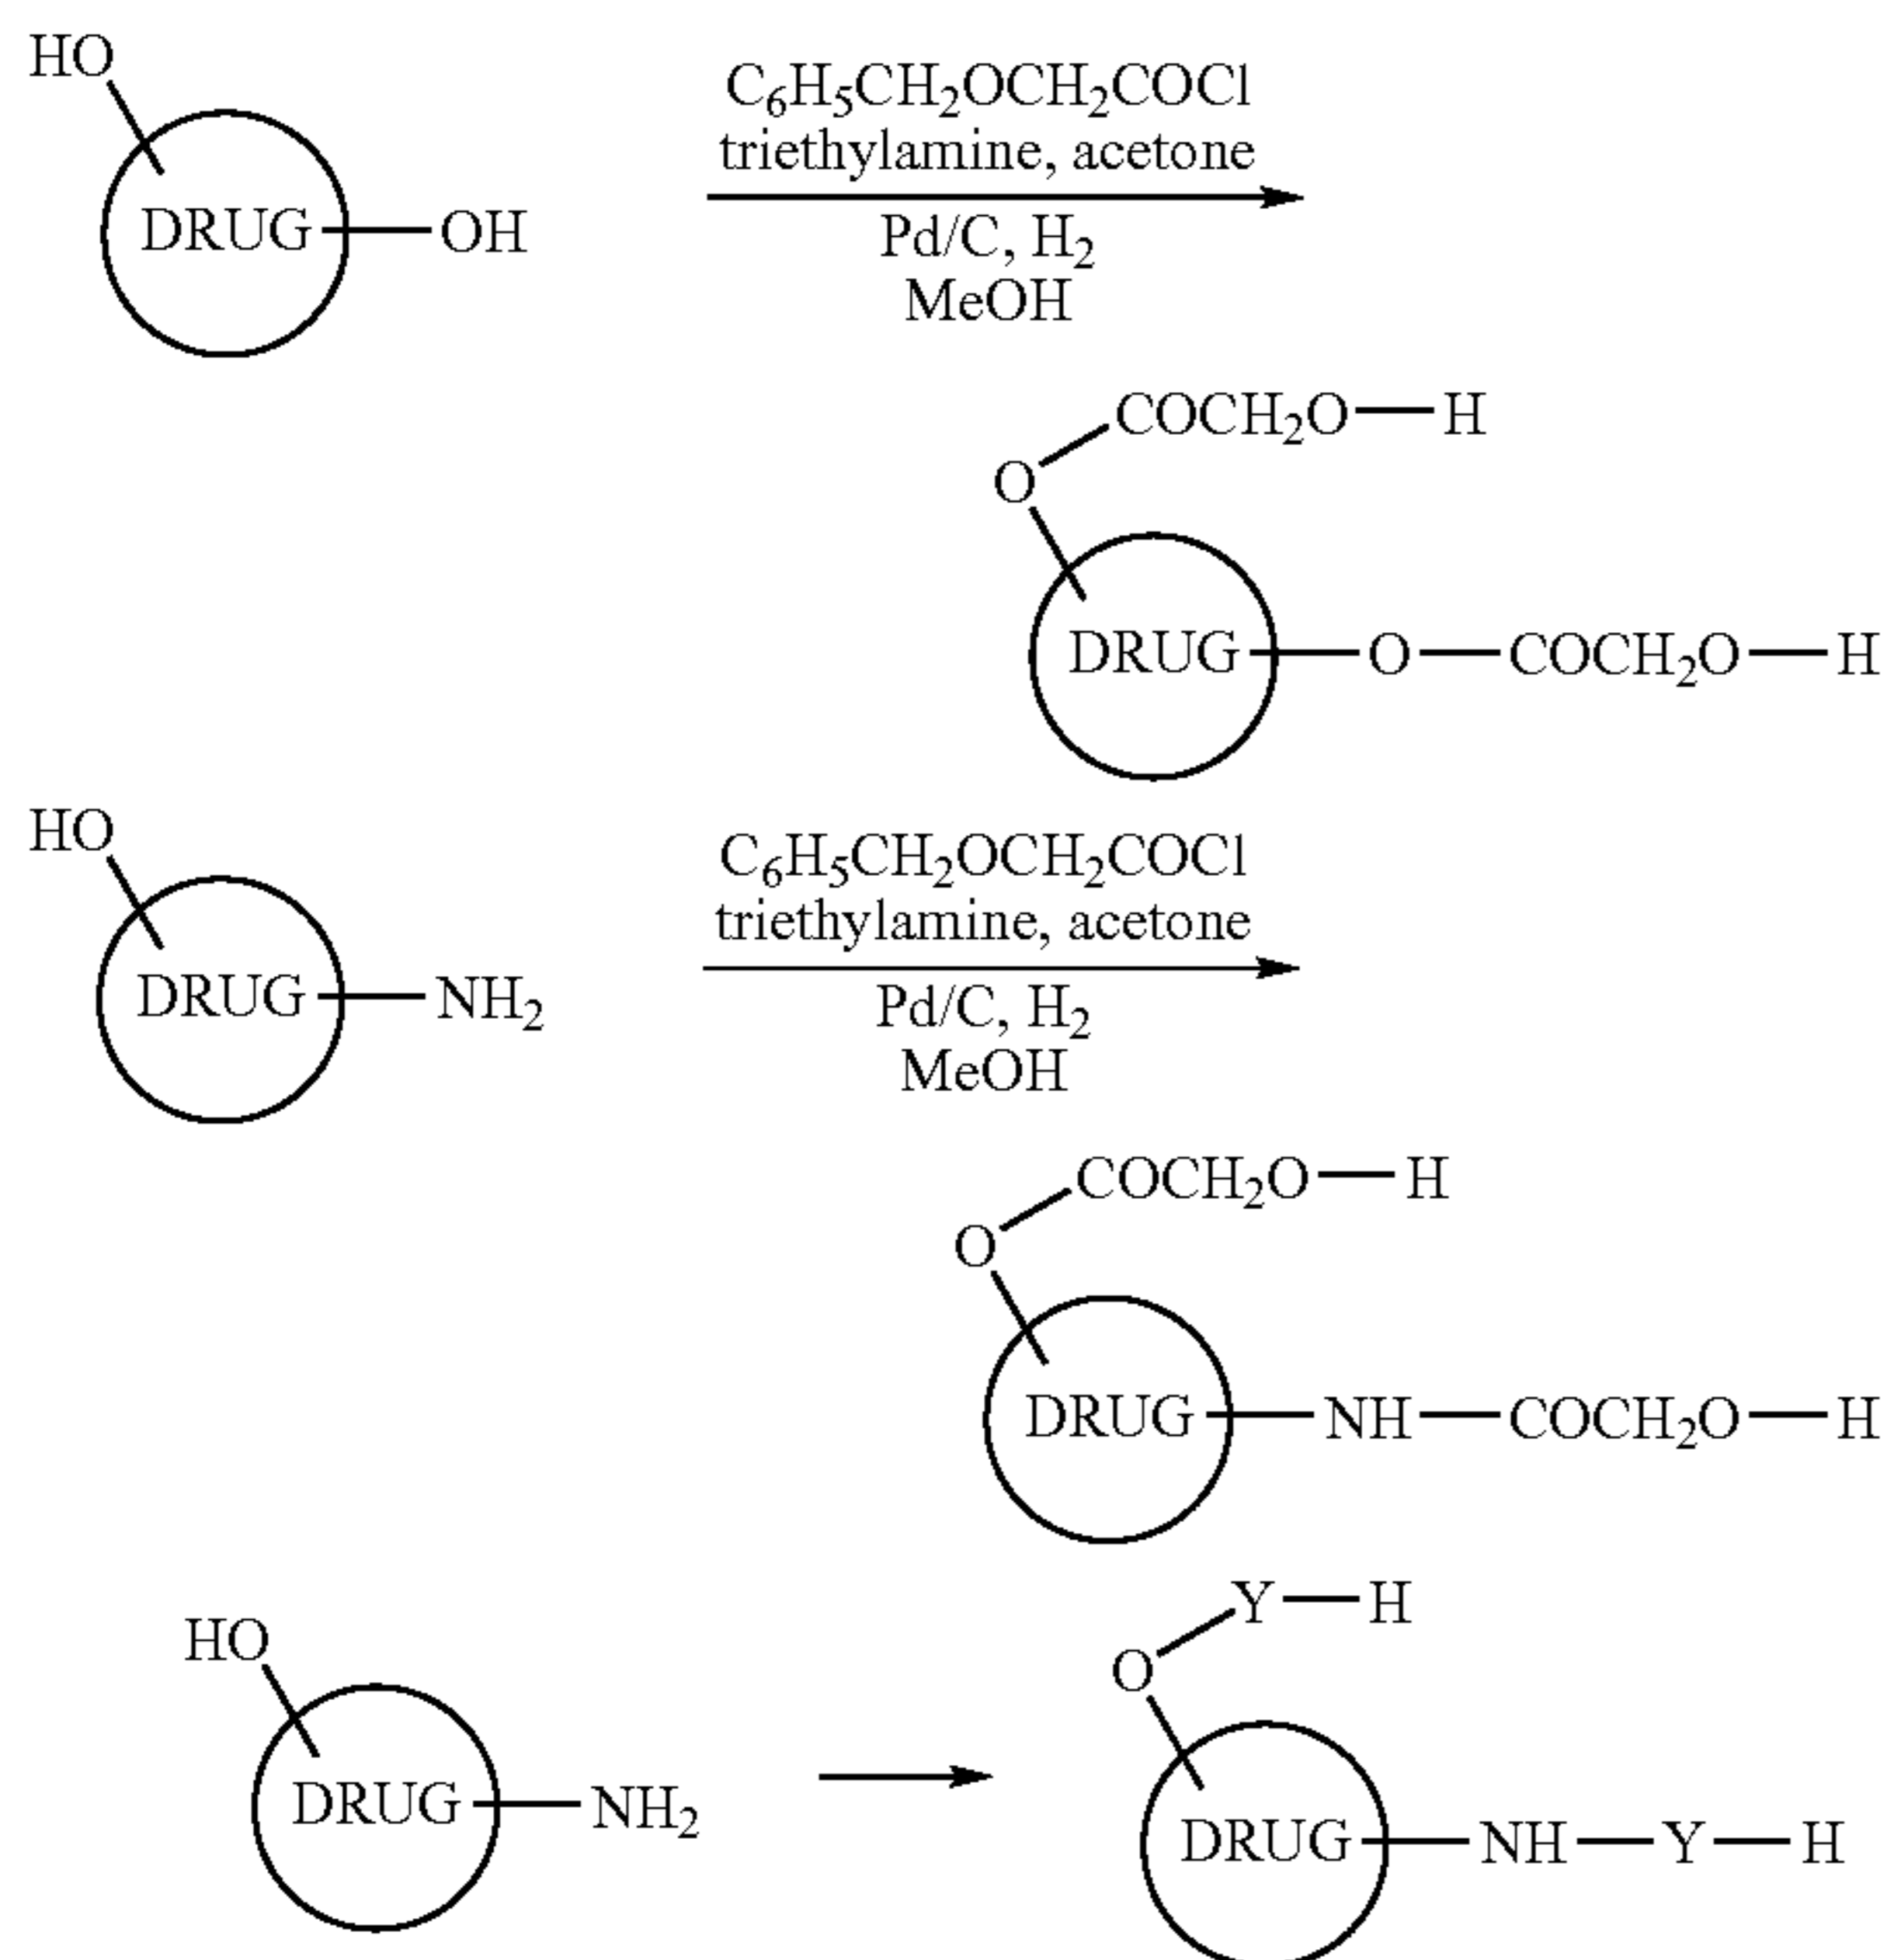 HO
C₆H₅CH₂OCH₂COCl
triethylamine, acetone
DRUG
OH
Pd/C, H₂
MeOH
COCH₂O—H
O
DRUG
O
COCH₂O—H
HO
C₆H₅CH₂OCH₂COCl
triethylamine, acetone
DRUG
NH₂
Pd/C, H₂
MeOH
COCH₂O—H
O
DRUG
NH
COCH₂O—H
Y—H
HO
O
DRUG
NH₂
DRUG
NH—Y—H